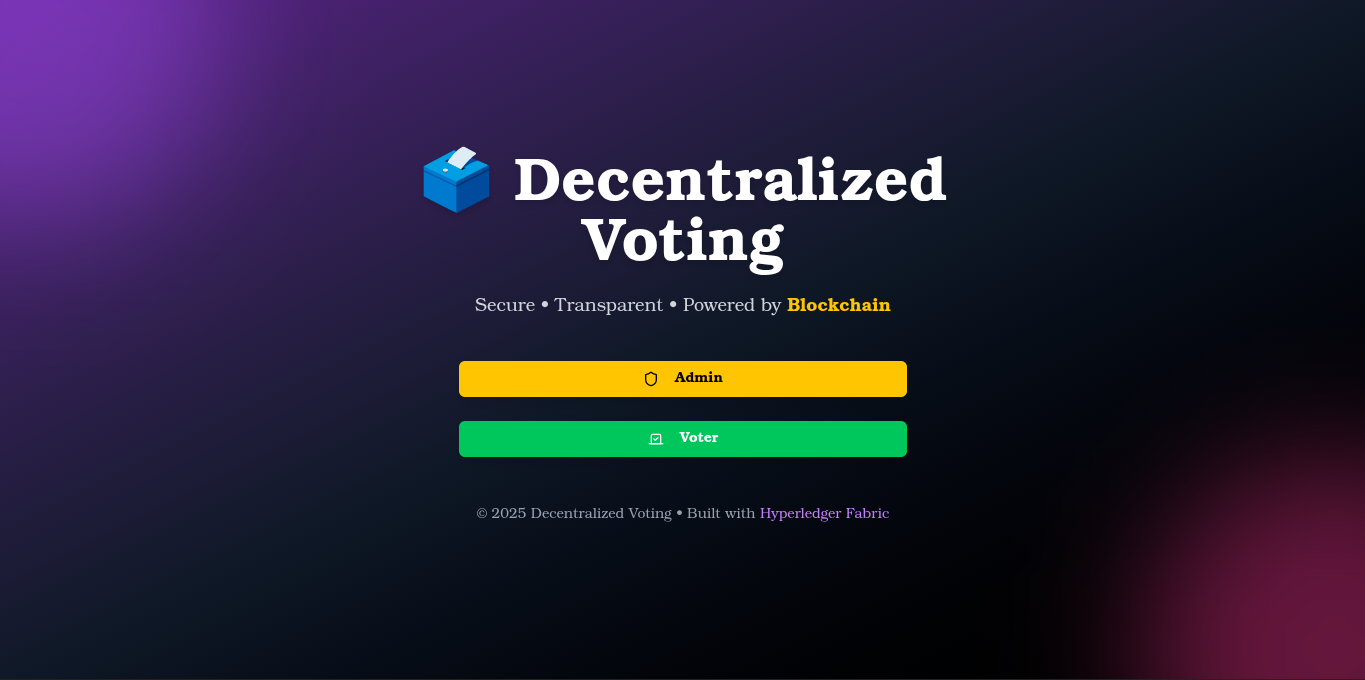 Decentralized
Voting
Secure • Transparent • Powered by Blockchain
Admin
Voter
© 2025 Decentralized Voting • Built with Hyperledger Fabric